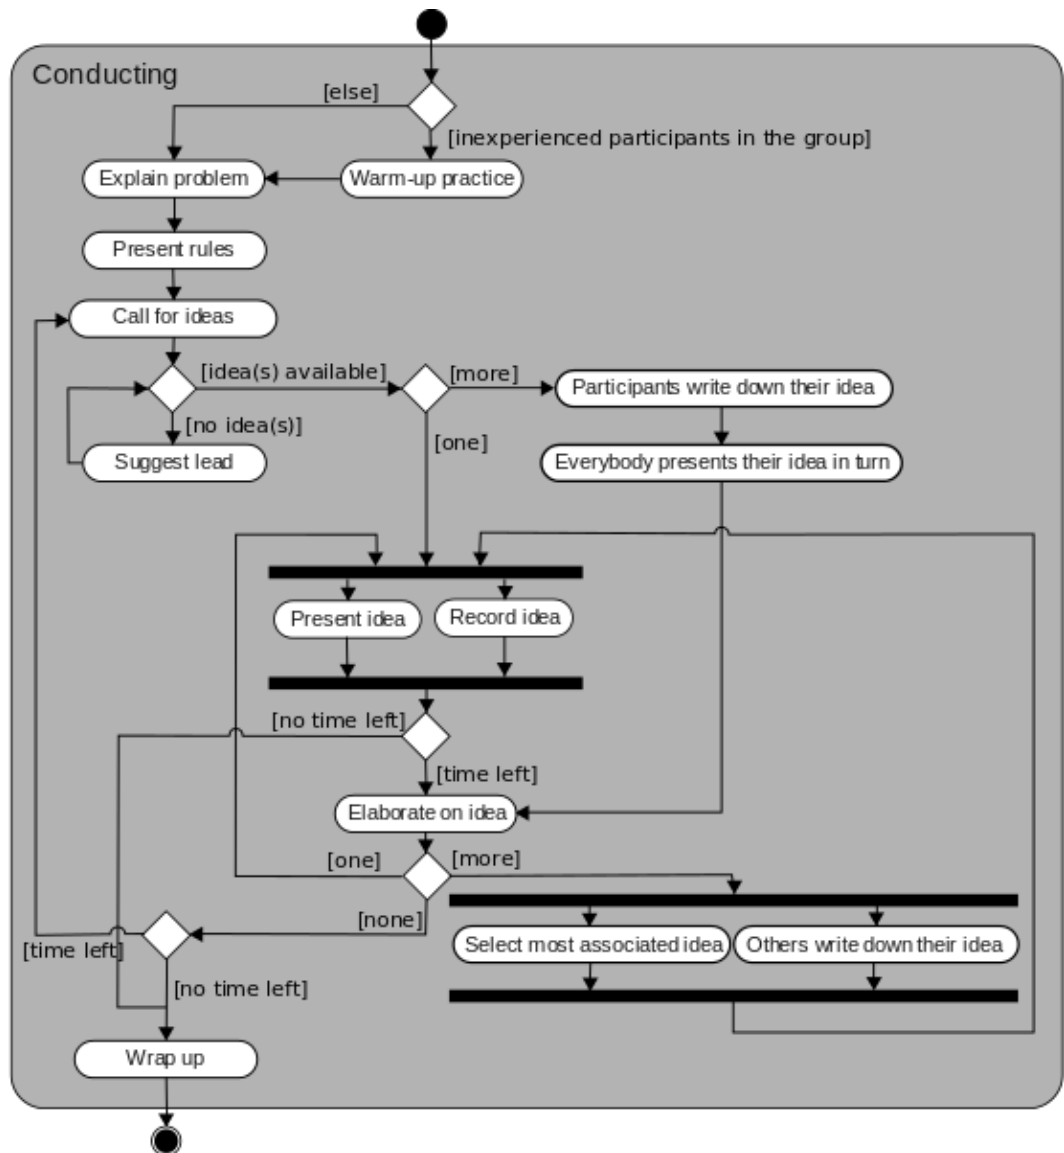 Conducting
[else]
[inexperienced participants in the group]
Explain problem
Warm-up practice
Present rules
Call for ideas
[idea(s) available]
[more]
Participants write down their idea
[no idea(s)]
[one]
Suggest lead
Everybody presents their idea in turn
Present idea
Record idea
[no time left]
[time left]
Elaborate on idea
[one]
[more]
[none]
[time left]
Select most associated idea
Others write down their idea
[no time left]
Wrap up